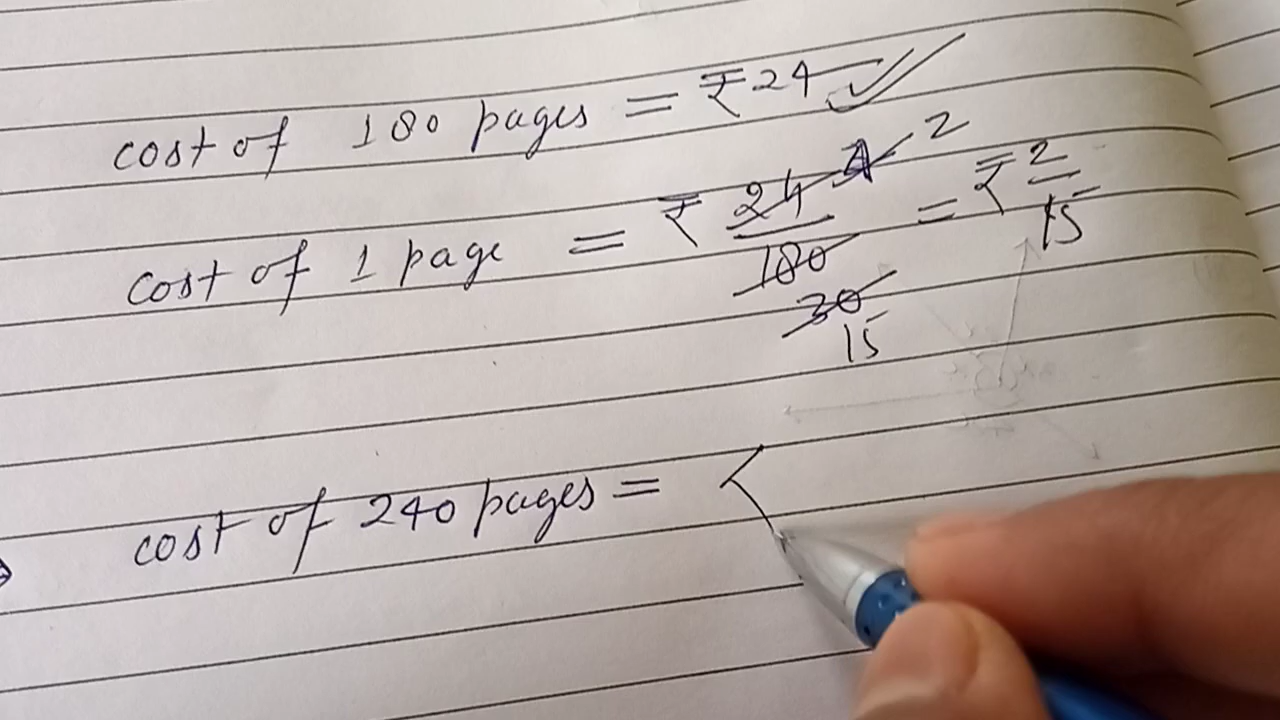 cost of 180 pages = ₹24
cost of 1 page = ₹ 24/180 4 2 30 15 = ₹ 2/15
cost of 240 pages =